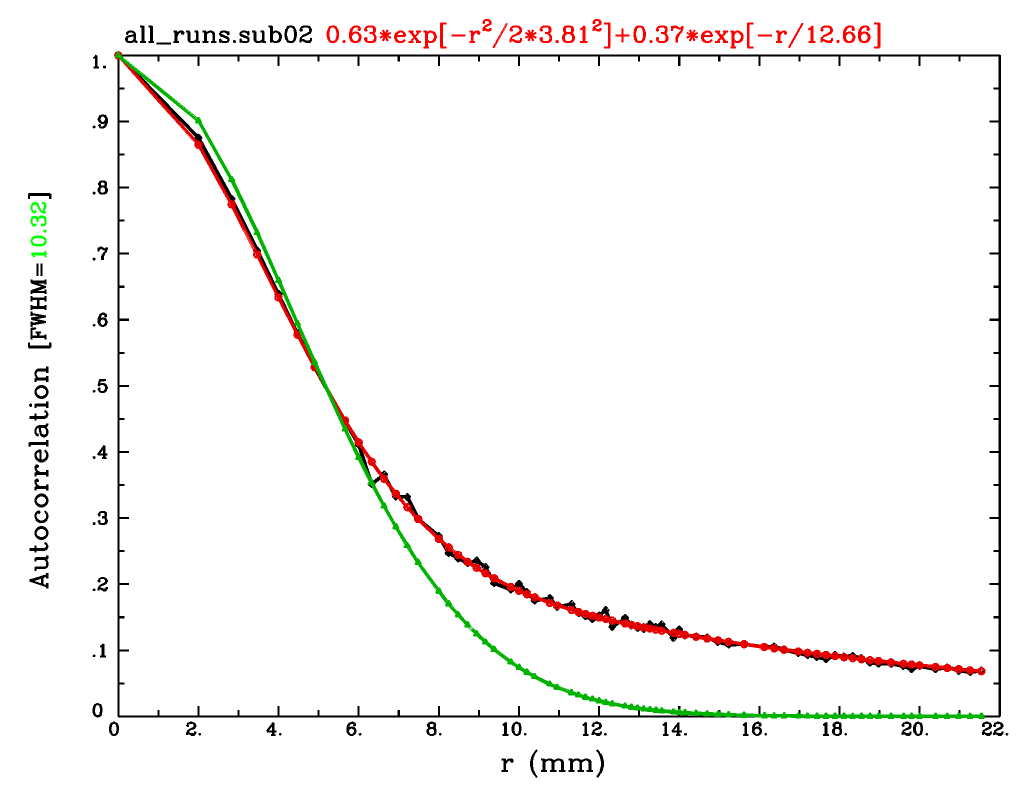 all_runs.sub02 0.63*exp[-r²/2*3.81²]+0.37*exp[-r/12.66]
1.
.9
.8
.7
.6
.5
.4
.3
.2
.1
0
Autocorrelation [FWHM=10.32]
0. 2. 4. 6. 8. 10. 12. 14. 16. 18. 20. 22.
r (mm)